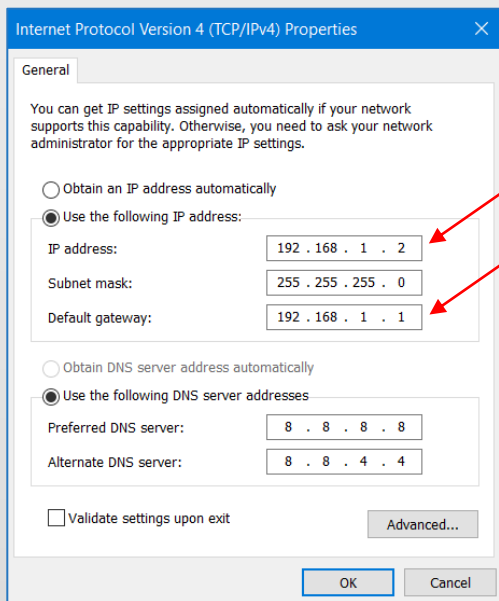 Internet Protocol Version 4 (TCP/IPv4) Properties
General
You can get IP settings assigned automatically if your network
supports this capability. Otherwise, you need to ask your network
administrator for the appropriate IP settings.
Obtain an IP address automatically
Use the following IP address:
IP address: 192 . 168 . 1 . 2
Subnet mask: 255 . 255 . 255 . 0
Default gateway: 192 . 168 . 1 . 1
Obtain DNS server address automatically
Use the following DNS server addresses
Preferred DNS server: 8 . 8 . 8 . 8
Alternate DNS server: 8 . 8 . 4 . 4
Validate settings upon exit
Advanced...
OK Cancel